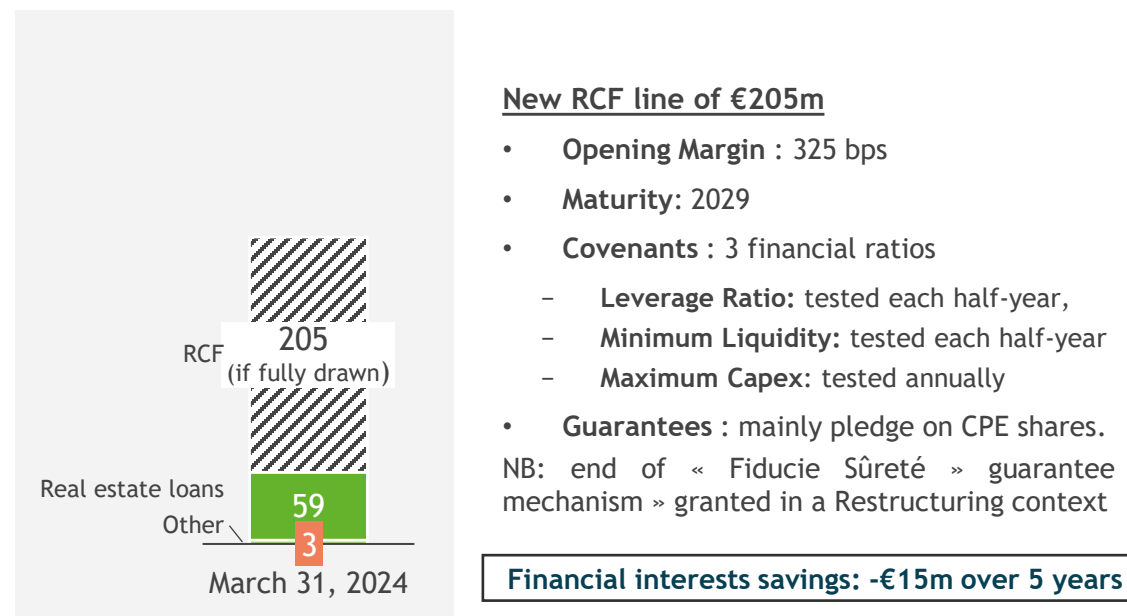 RCF
205
(if fully drawn)
Real estate loans
59
Other
3
March 31, 2024
New RCF line of €205m
• Opening Margin : 325 bps
• Maturity: 2029
• Covenants : 3 financial ratios
− Leverage Ratio: tested each half-year,
− Minimum Liquidity: tested each half-year
− Maximum Capex: tested annually
• Guarantees : mainly pledge on CPE shares.
NB: end of « Fiducie Sûreté » guarantee
mechanism » granted in a Restructuring context
Financial interests savings: -€15m over 5 years